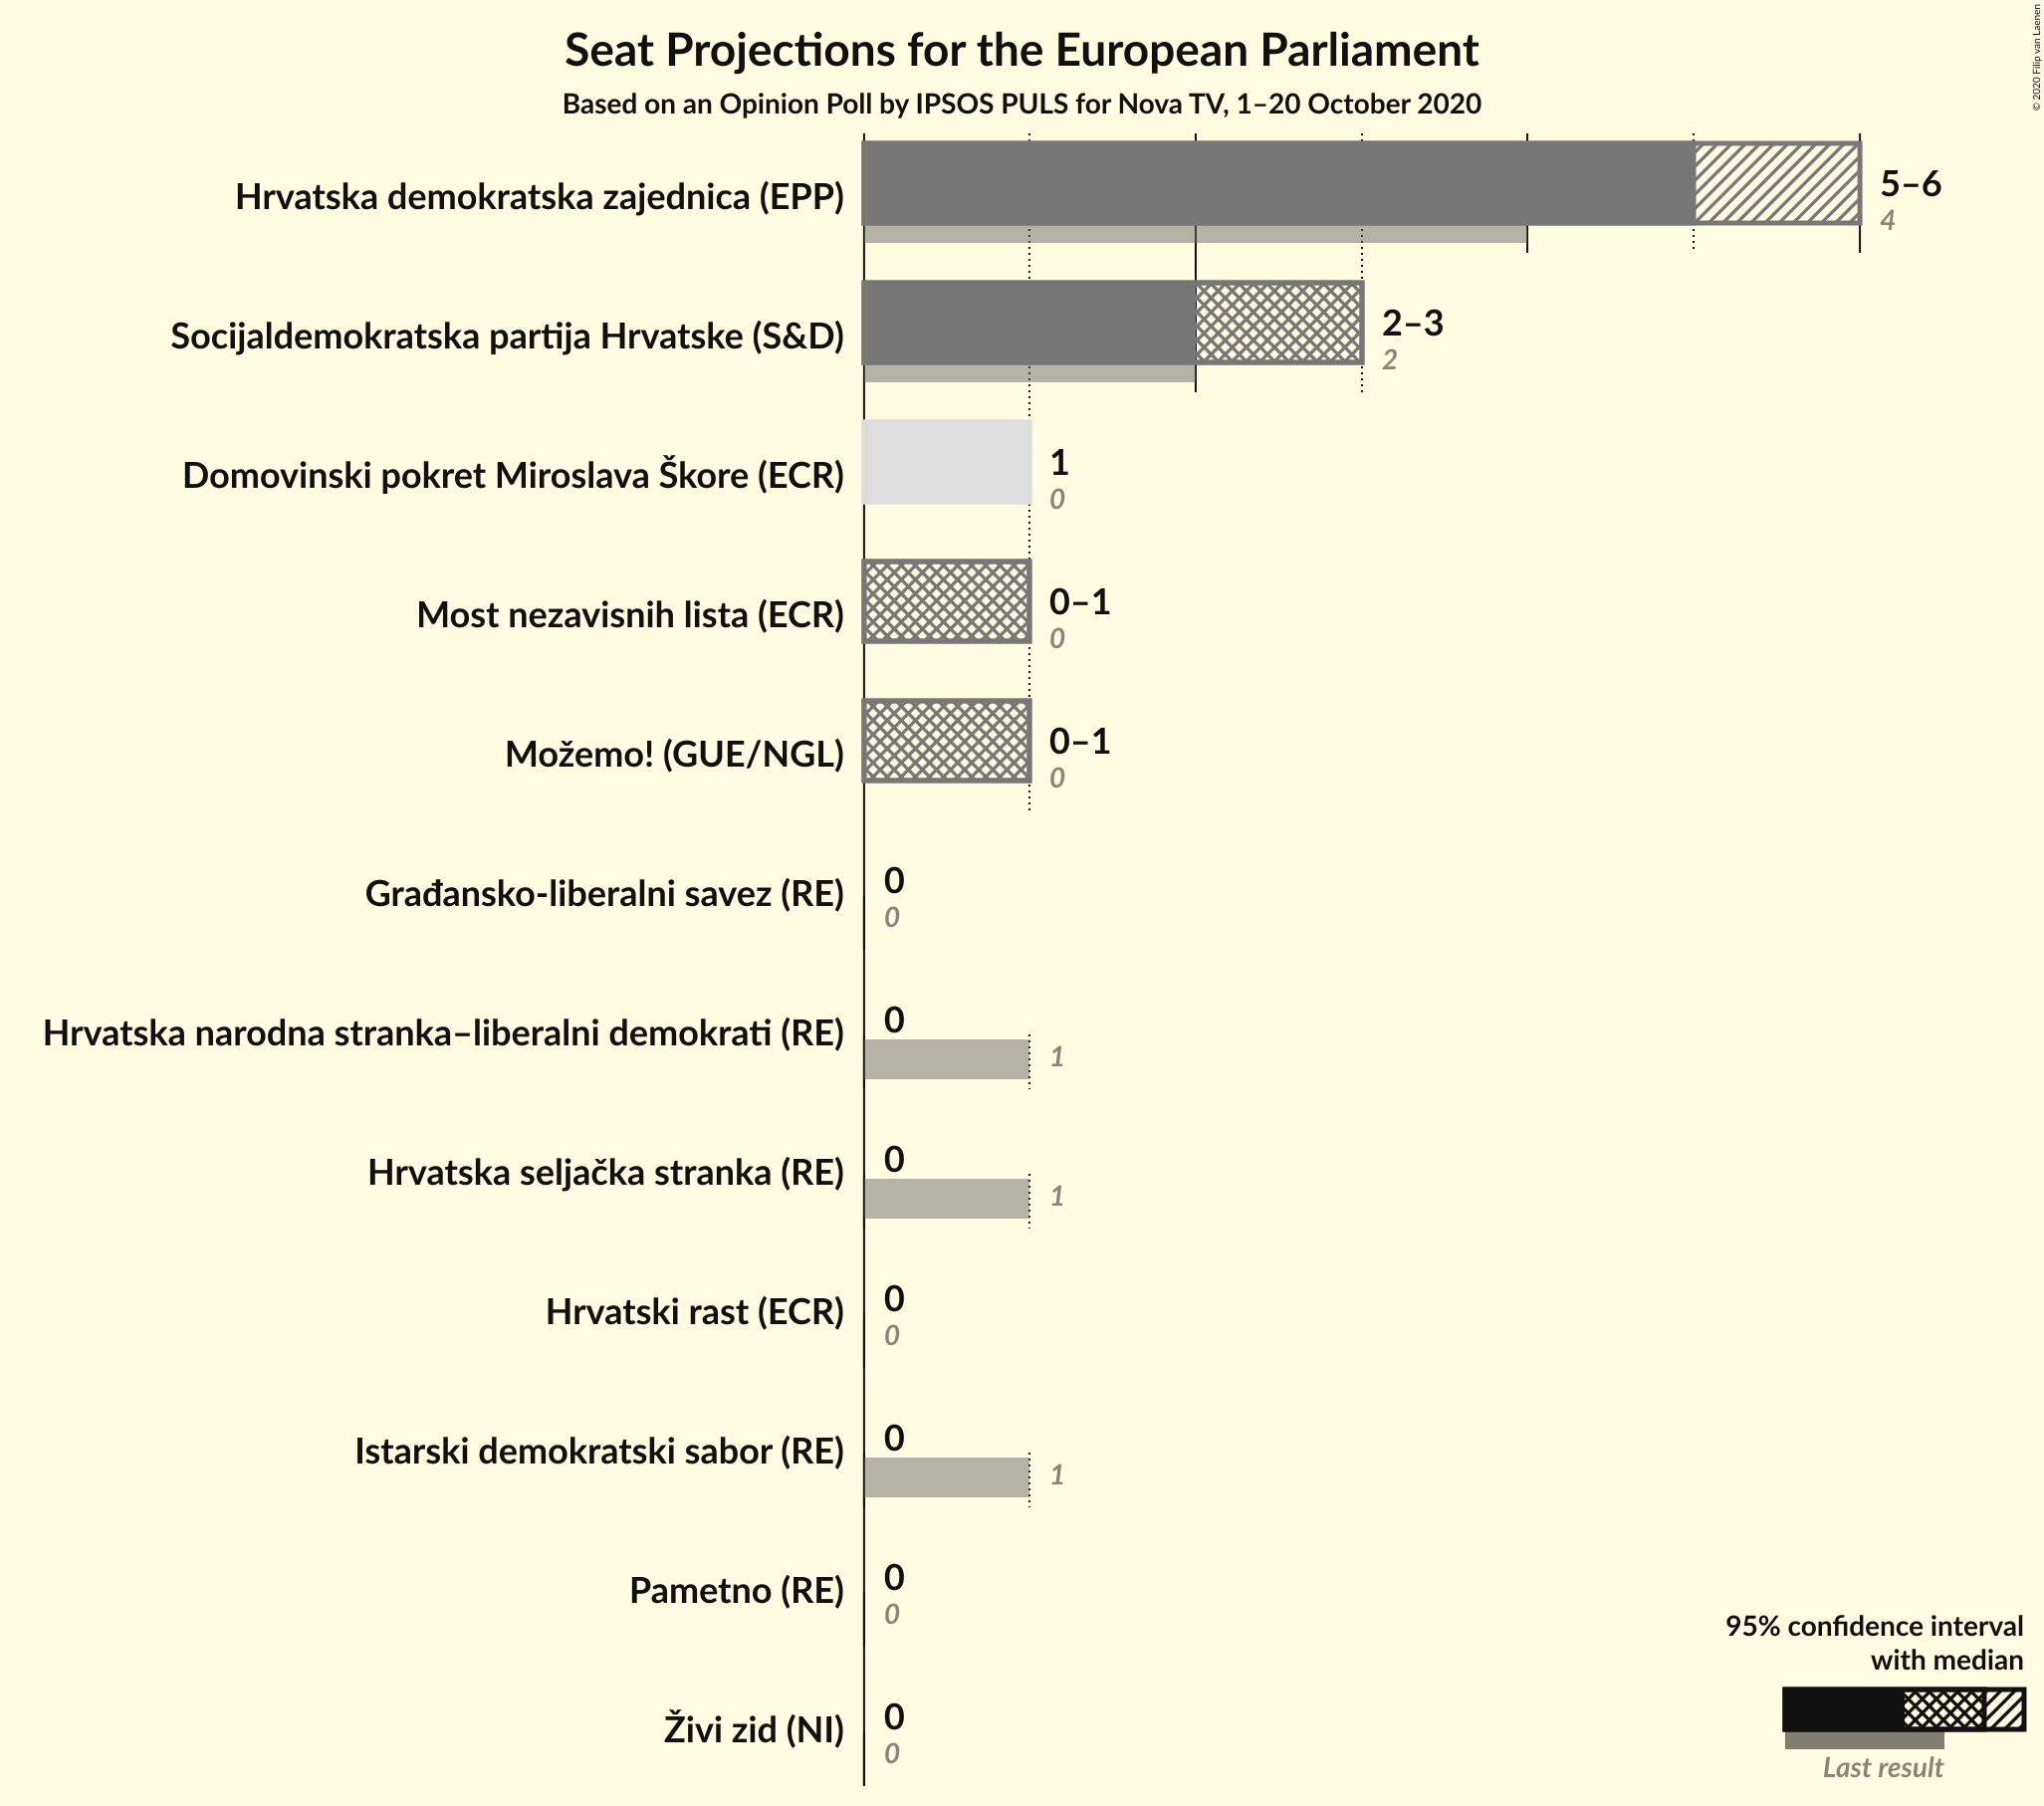 Seat Projections for the European Parliament
Based on an Opinion Poll by IPSOS PULS for Nova TV, 1–20 October 2020
© 2020 Filip van Laenen
Hrvatska demokratska zajednica (EPP)
5–6
4
Socijaldemokratska partija Hrvatske (S&D)
2–3
2
Domovinski pokret Miroslava Škore (ECR)
1
0
Most nezavisnih lista (ECR)
0–1
0
Možemo! (GUE/NGL)
0–1
0
Građansko-liberalni savez (RE)
0
0
Hrvatska narodna stranka–liberalni demokrati (RE)
0
1
Hrvatska seljačka stranka (RE)
0
1
Hrvatski rast (ECR)
0
0
Istarski demokratski sabor (RE)
0
1
Pametno (RE)
0
0
Živi zid (NI)
0
0
95% confidence interval
with median
Last result